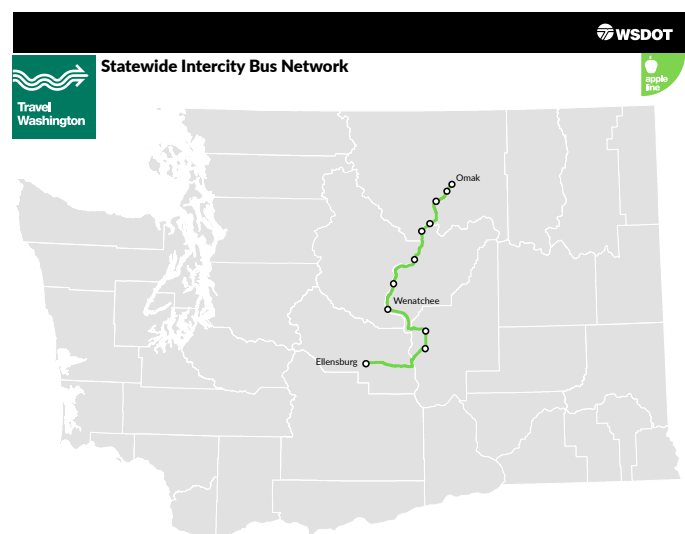 WSDOT
Statewide Intercity Bus Network
Travel
Washington
apple
line
Omak
Wenatchee
Ellensburg